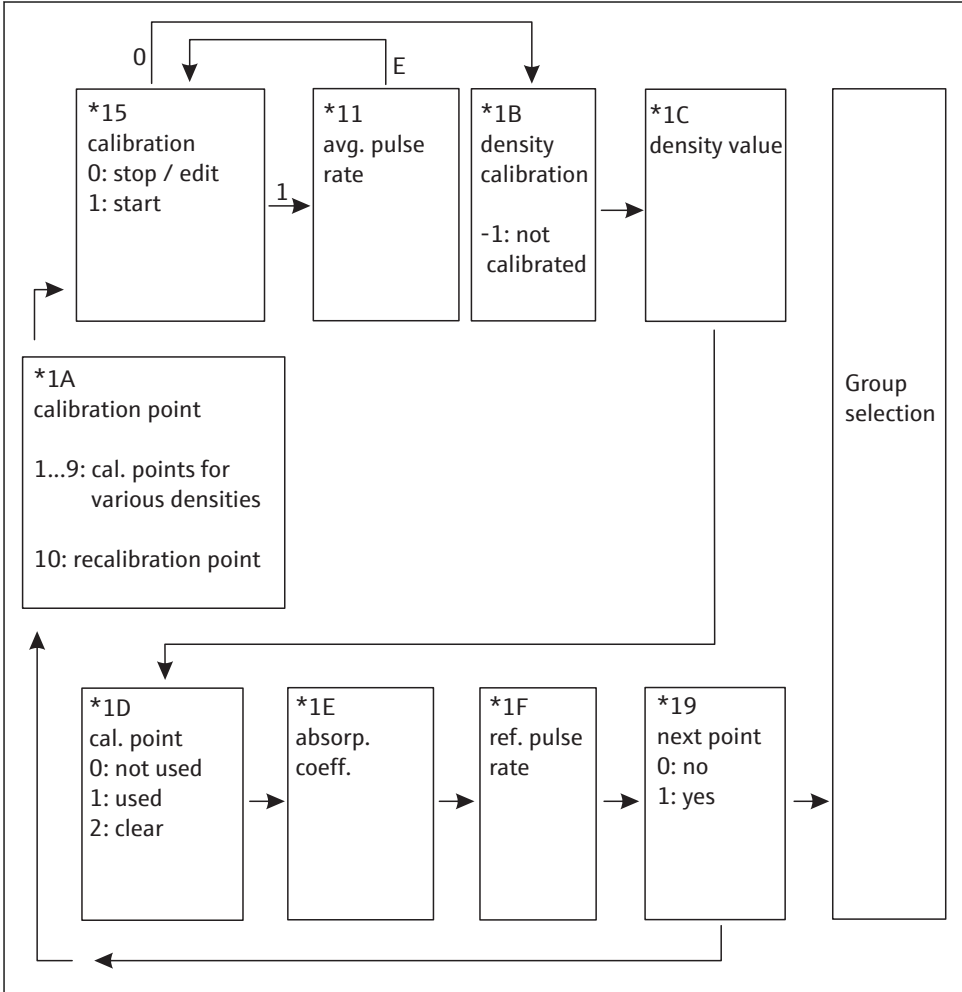 0
E
*15
calibration
0: stop / edit
1: start
1
*11
avg. pulse
rate
*1B
density
calibration
-1: not
calibrated
*1C
density value
*1A
calibration point
1...9: cal. points for
various densities
10: recalibration point
Group
selection
*1D
cal. point
0: not used
1: used
2: clear
*1E
absorp.
coeff.
*1F
ref. pulse
rate
*19
next point
0: no
1: yes